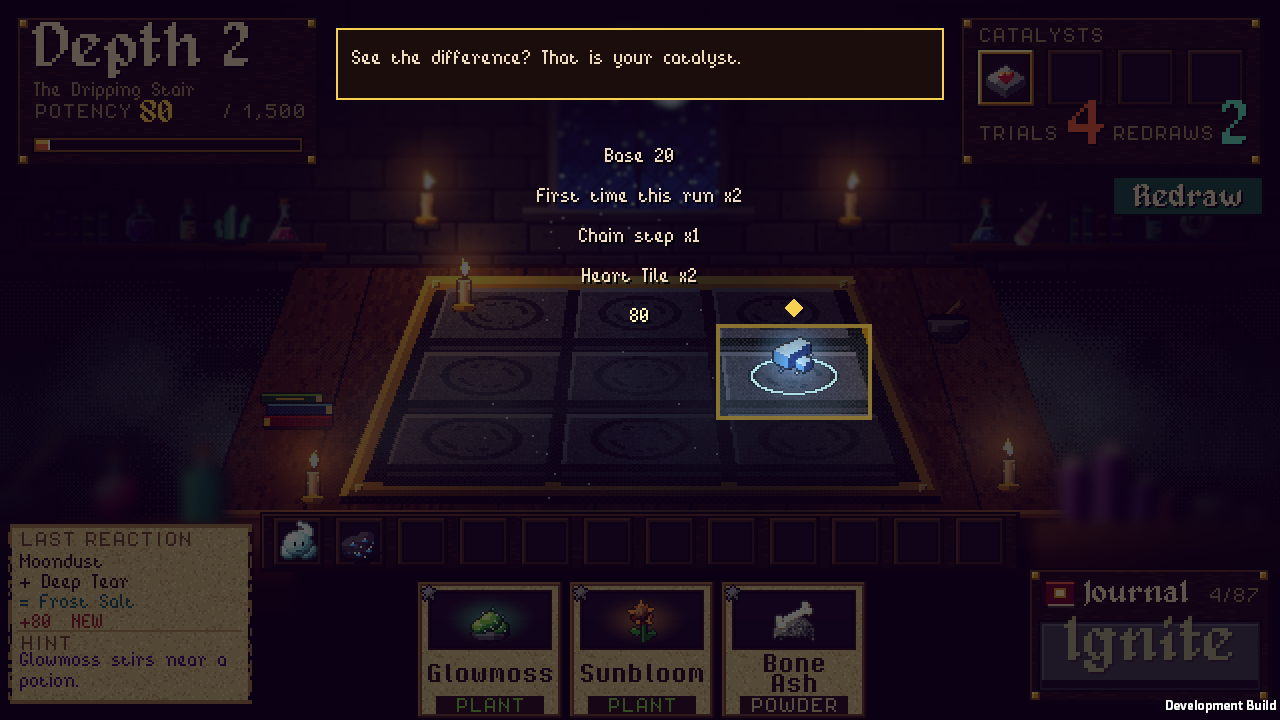 Depth 2
The Dripping Stair
POTENCY 80 / 1,500
See the difference? That is your catalyst.
CATALYSTS
TRIALS 4 REDRAWS 2
Redraw
Base 20
First time this run x2
Chain step x1
Heart Tile x2
80
LAST REACTION
Moondust
+ Deep Tear
= Frost Salt
+80 NEW
HINT
Glowmoss stirs near a
potion.
Glowmoss
PLANT
Sunbloom
PLANT
Bone
Ash
POWDER
Journal 4/87
Ignite
Development Build